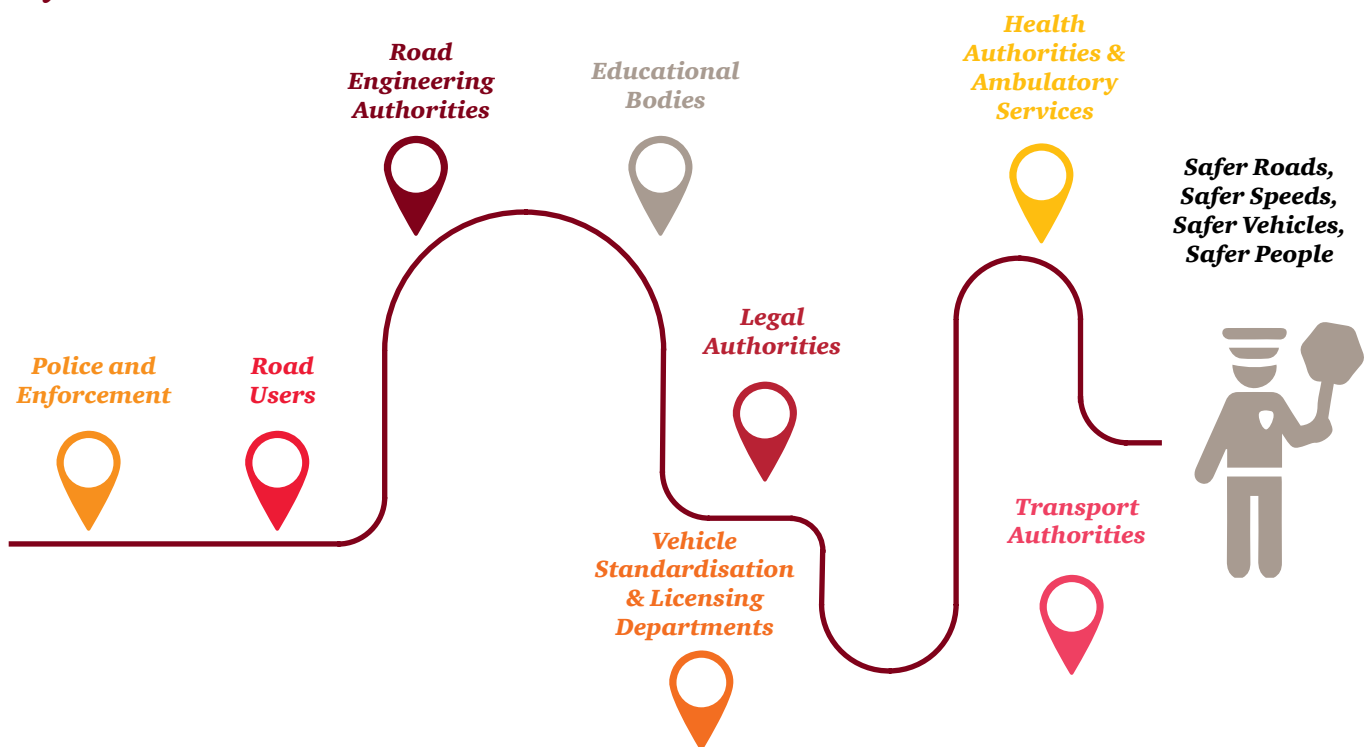 Road
Engineering
Authorities
Educational
Bodies
Health
Authorities &
Ambulatory
Services
Safer Roads,
Safer Speeds,
Safer Vehicles,
Safer People
Police and
Enforcement
Road
Users
Legal
Authorities
Vehicle
Standardisation
& Licensing
Departments
Transport
Authorities